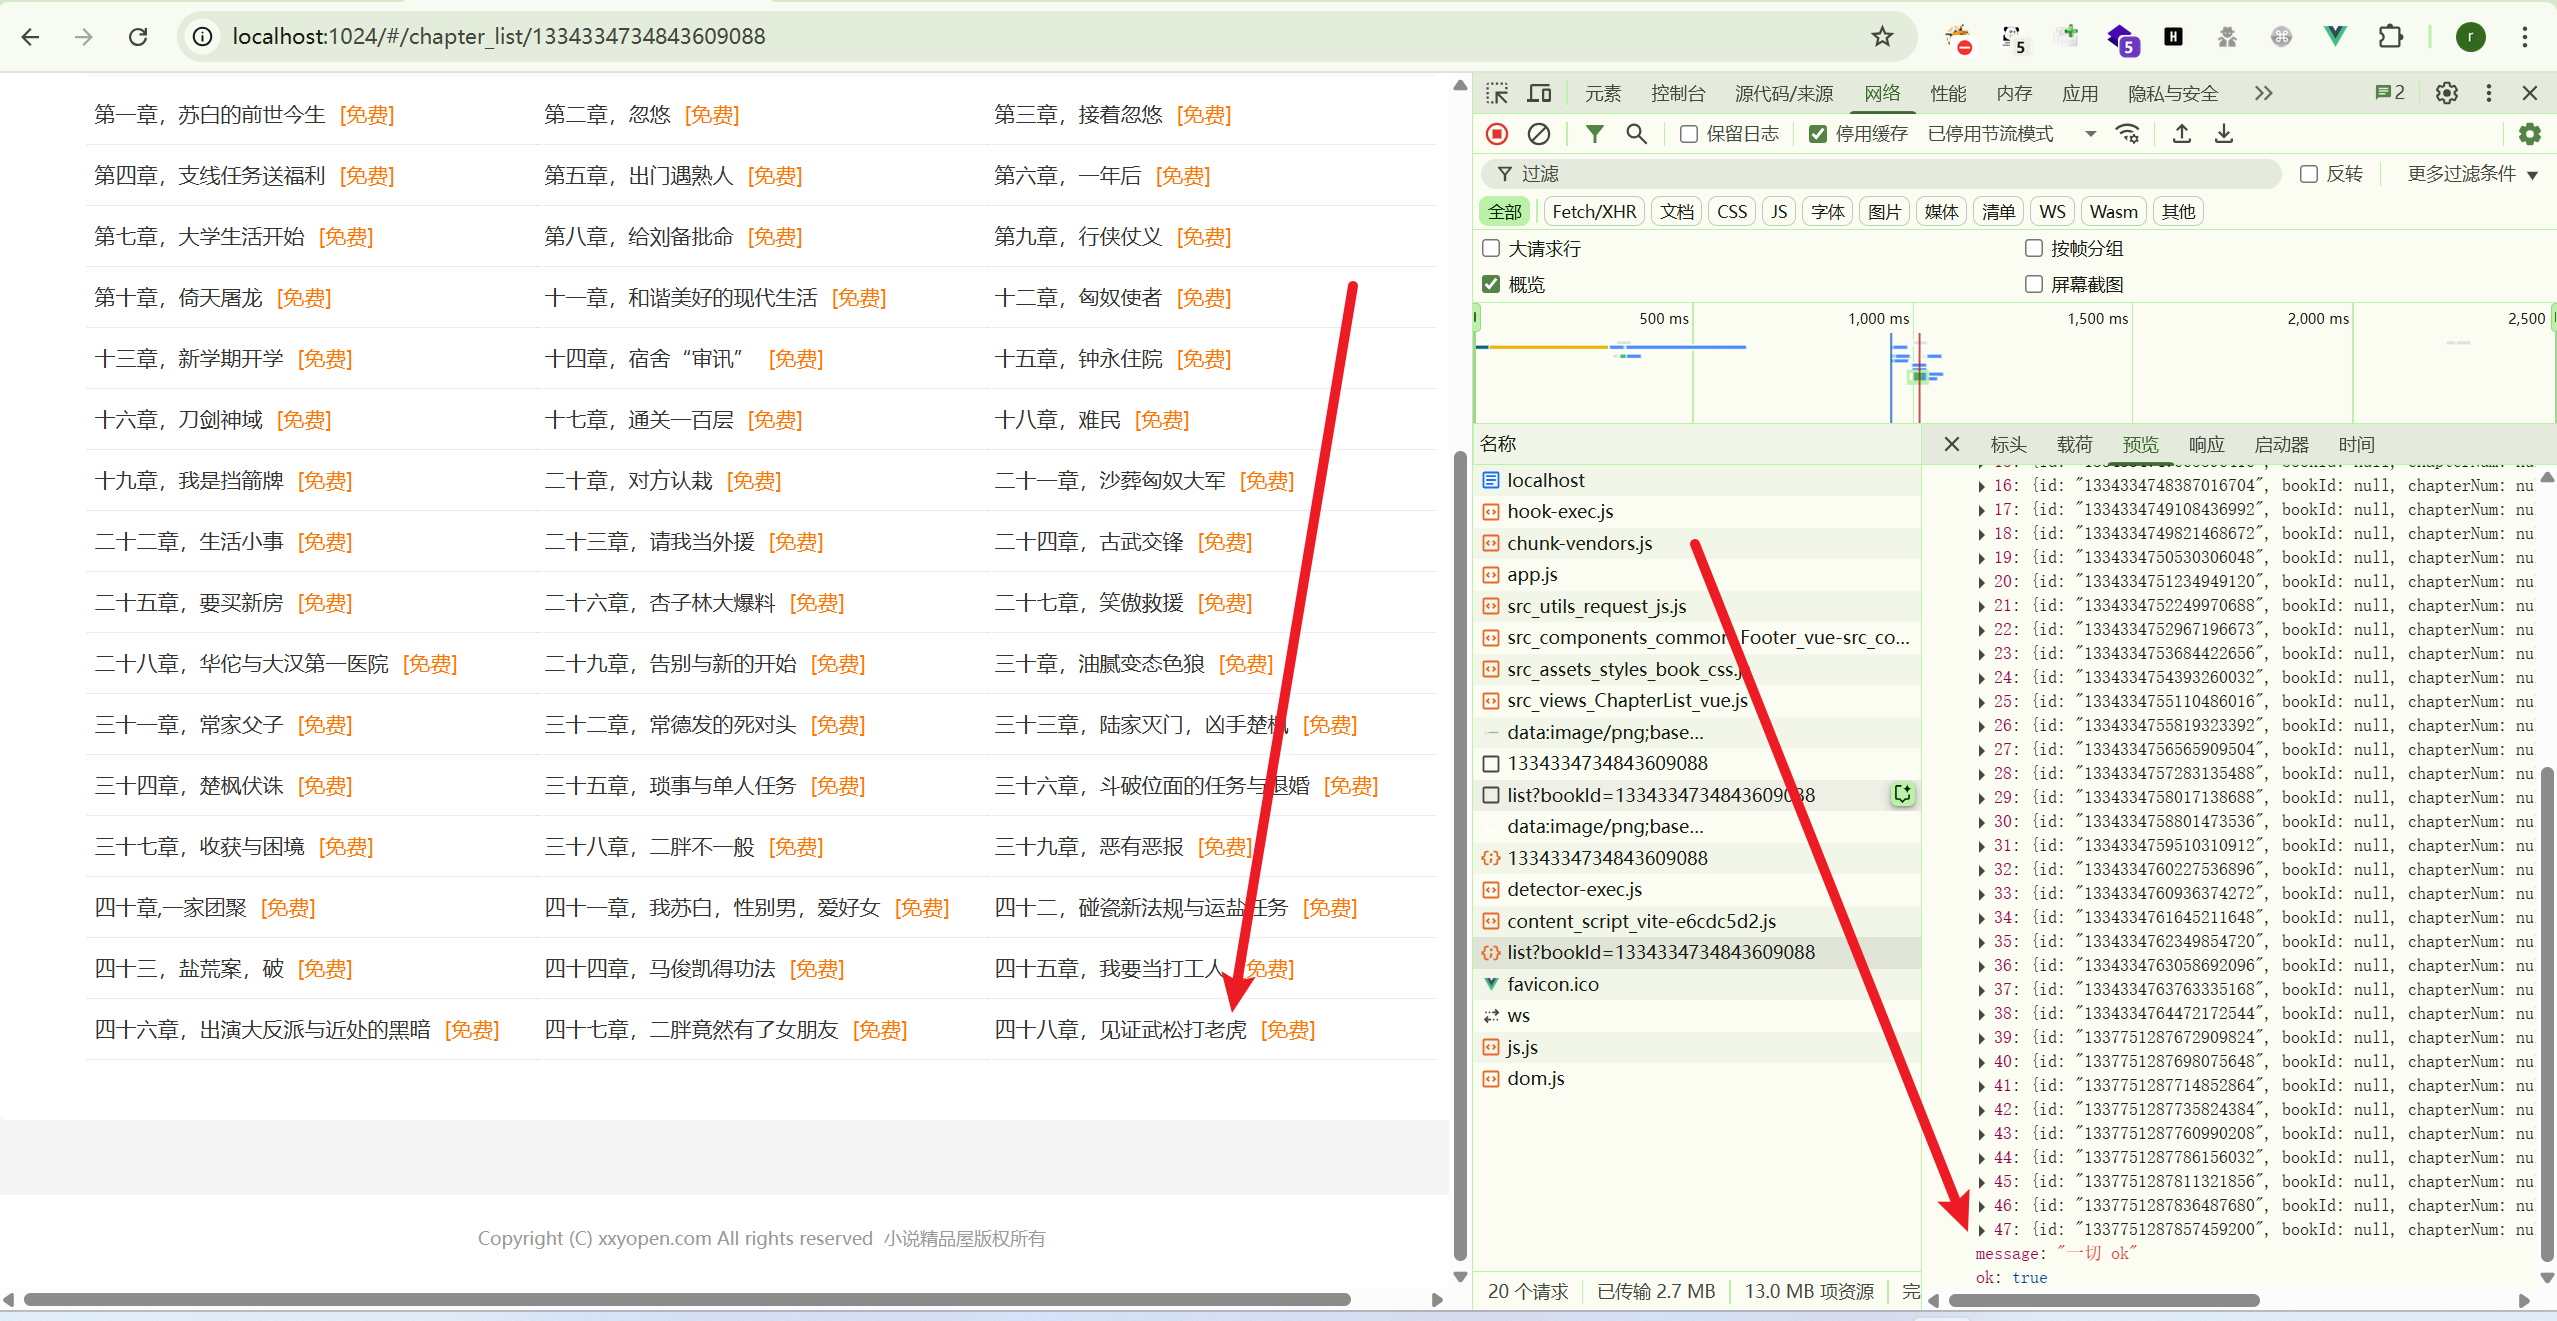 localhost:1024/#/chapter_list/1334334734843609088
5
5
H
r
第一章，苏白的前世今生 [免费] 第二章，忽悠 [免费] 第三章，接着忽悠 [免费]
第四章，支线任务送福利 [免费] 第五章，出门遇熟人 [免费] 第六章，一年后 [免费]
第七章，大学生活开始 [免费] 第八章，给刘备批命 [免费] 第九章，行侠仗义 [免费]
第十章，倚天屠龙 [免费] 十一章，和谐美好的现代生活 [免费] 十二章，匈奴使者 [免费]
十三章，新学期开学 [免费] 十四章，宿舍“审讯” [免费] 十五章，钟永住院 [免费]
十六章，刀剑神域 [免费] 十七章，通关一百层 [免费] 十八章，难民 [免费]
十九章，我是挡箭牌 [免费] 二十章，对方认栽 [免费] 二十一章，沙葬匈奴大军 [免费]
二十二章，生活小事 [免费] 二十三章，请我当外援 [免费] 二十四章，古武交锋 [免费]
二十五章，要买新房 [免费] 二十六章，杏子林大爆料 [免费] 二十七章，笑傲救援 [免费]
二十八章，华佗与大汉第一医院 [免费] 二十九章，告别与新的开始 [免费] 三十章，油腻变态色狼 [免费]
三十一章，常家父子 [免费] 三十二章，常德发的死对头 [免费] 三十三章，陆家灭门，凶手楚枫 [免费]
三十四章，楚枫伏诛 [免费] 三十五章，琐事与单人任务 [免费] 三十六章，斗破位面的任务与退婚 [免费]
三十七章，收获与困境 [免费] 三十八章，二胖不一般 [免费] 三十九章，恶有恶报 [免费]
四十章,一家团聚 [免费] 四十一章，我苏白，性别男，爱好女 [免费] 四十二，碰瓷新法规与运盐任务 [免费]
四十三，盐荒案，破 [免费] 四十四章，马俊凯得功法 [免费] 四十五章，我要当打工人 [免费]
四十六章，出演大反派与近处的黑暗 [免费] 四十七章，二胖竟然有了女朋友 [免费] 四十八章，见证武松打老虎 [免费]
Copyright (C) xxyopen.com All rights reserved 小说精品屋版权所有
元素 控制台 源代码/来源 网络 性能 内存 应用 隐私与安全 2
保留日志 停用缓存 已停用节流模式
过滤 反转 更多过滤条件
全部 Fetch/XHR 文档 CSS JS 字体 图片 媒体 清单 WS Wasm 其他
大请求行 按帧分组
概览 屏幕截图
500 ms 1,000 ms 1,500 ms 2,000 ms 2,500
名称
localhost
hook-exec.js
chunk-vendors.js
app.js
src_utils_request_js.js
src_components_common_Footer_vue-src_co...
src_assets_styles_book_css.j
src_views_ChapterList_vue.js
data:image/png;base...
1334334734843609088
list?bookId=1334334734843609088
data:image/png;base...
1334334734843609088
detector-exec.js
content_script_vite-e6cdc5d2.js
list?bookId=1334334734843609088
favicon.ico
ws
js.js
dom.js
20 个请求 已传输 2.7 MB 13.0 MB 项资源 完
标头 载荷 预览 响应 启动器 时间
16: {id: "1334334748387016704", bookId: null, chapterNum: nu
17: {id: "1334334749108436992", bookId: null, chapterNum: nu
18: {id: "1334334749821468672", bookId: null, chapterNum: nu
19: {id: "1334334750530306048", bookId: null, chapterNum: nu
20: {id: "1334334751234949120", bookId: null, chapterNum: nu
21: {id: "1334334752249970688", bookId: null, chapterNum: nu
22: {id: "1334334752967196673", bookId: null, chapterNum: nu
23: {id: "1334334753684422656", bookId: null, chapterNum: nu
24: {id: "1334334754393260032", bookId: null, chapterNum: nu
25: {id: "1334334755110486016", bookId: null, chapterNum: nu
26: {id: "1334334755819323392", bookId: null, chapterNum: nu
27: {id: "1334334756565909504", bookId: null, chapterNum: nu
28: {id: "1334334757283135488", bookId: null, chapterNum: nu
29: {id: "1334334758017138688", bookId: null, chapterNum: nu
30: {id: "1334334758801473536", bookId: null, chapterNum: nu
31: {id: "1334334759510310912", bookId: null, chapterNum: nu
32: {id: "1334334760227536896", bookId: null, chapterNum: nu
33: {id: "1334334760936374272", bookId: null, chapterNum: nu
34: {id: "1334334761645211648", bookId: null, chapterNum: nu
35: {id: "1334334762349854720", bookId: null, chapterNum: nu
36: {id: "1334334763058692096", bookId: null, chapterNum: nu
37: {id: "1334334763763335168", bookId: null, chapterNum: nu
38: {id: "1334334764472172544", bookId: null, chapterNum: nu
39: {id: "1337751287672909824", bookId: null, chapterNum: nu
40: {id: "1337751287698075648", bookId: null, chapterNum: nu
41: {id: "1337751287714852864", bookId: null, chapterNum: nu
42: {id: "1337751287735824384", bookId: null, chapterNum: nu
43: {id: "1337751287760990208", bookId: null, chapterNum: nu
44: {id: "1337751287786156032", bookId: null, chapterNum: nu
45: {id: "1337751287811321856", bookId: null, chapterNum: nu
46: {id: "1337751287836487680", bookId: null, chapterNum: nu
47: {id: "1337751287857459200", bookId: null, chapterNum: nu
message: "一切 ok"
ok: true